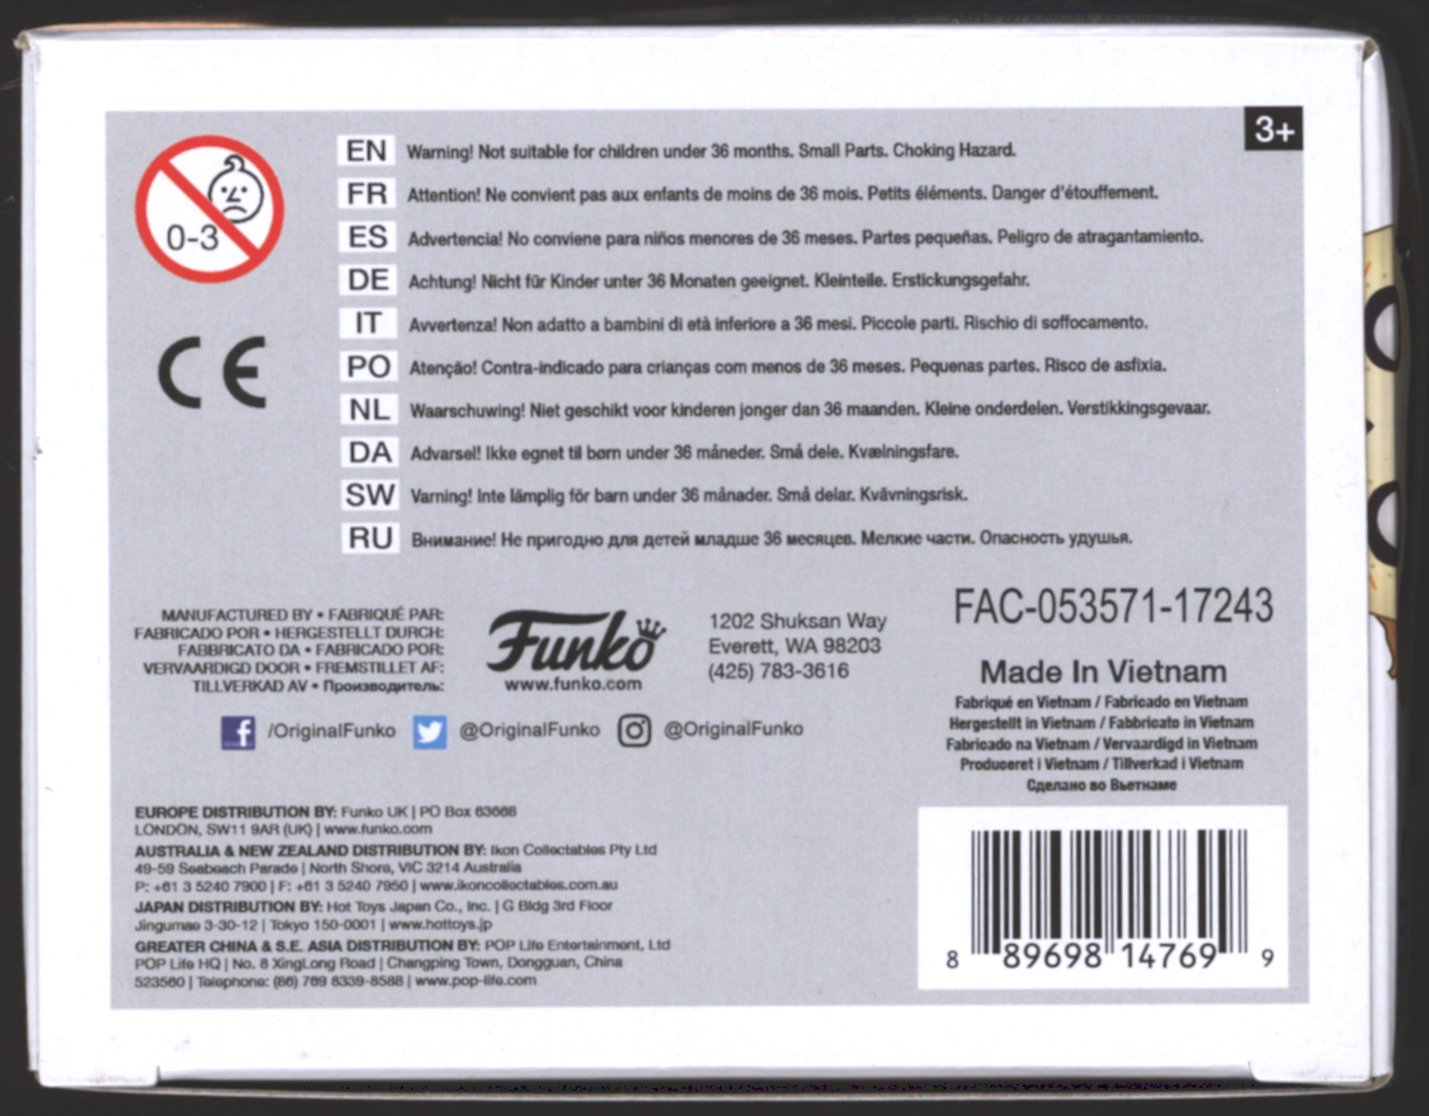 3+
0-3
EN Warning! Not suitable for children under 36 months. Small Parts. Choking Hazard.
FR Attention! Ne convient pas aux enfants de moins de 36 mois. Petits éléments. Danger d'étouffement.
ES Advertencia! No conviene para niños menores de 36 meses. Partes pequeñas. Peligro de atragantamiento.
DE Achtung! Nicht für Kinder unter 36 Monaten geeignet. Kleinteile. Erstickungsgefahr.
IT Avvertenza! Non adatto a bambini di età inferiore a 36 mesi. Piccole parti. Rischio di soffocamento.
PO Atenção! Contra-indicado para crianças com menos de 36 meses. Pequenas partes. Risco de asfixia.
NL Waarschuwing! Niet geschikt voor kinderen jonger dan 36 maanden. Kleine onderdelen. Verstikkingsgevaar.
DA Advarsel! Ikke egnet til børn under 36 måneder. Små dele. Kvælningsfare.
SW Varning! Inte lämplig för barn under 36 månader. Små delar. Kvävningsrisk.
RU Внимание! Не пригодно для детей младше 36 месяцев. Мелкие части. Опасность удушья.
CE
MANUFACTURED BY • FABRIQUÉ PAR:
FABRICADO POR • HERGESTELLT DURCH:
FABBRICATO DA • FABRICADO POR:
VERVAARDIGD DOOR • FREMSTILLET AF:
TILLVERKAD AV • Производитель:
Funko
www.funko.com
1202 Shuksan Way
Everett, WA 98203
(425) 783-3616
f /OriginalFunko @OriginalFunko @OriginalFunko
FAC-053571-17243
Made In Vietnam
Fabriqué en Vietnam / Fabricado en Vietnam
Hergestellt in Vietnam / Fabbricato in Vietnam
Fabricado na Vietnam / Vervaardigd in Vietnam
Produceret i Vietnam / Tillverkad i Vietnam
Сделано во Вьетнаме
EUROPE DISTRIBUTION BY: Funko UK | PO Box 63668
LONDON, SW11 9AR (UK) | www.funko.com
AUSTRALIA & NEW ZEALAND DISTRIBUTION BY: Ikon Collectables Pty Ltd
49-59 Seabeach Parade | North Shore, VIC 3214 Australia
P: +61 3 5240 7900 | F: +61 3 5240 7950 | www.ikoncollectables.com.au
JAPAN DISTRIBUTION BY: Hot Toys Japan Co., Inc. | G Bldg 3rd Floor
Jingumae 3-30-12 | Tokyo 150-0001 | www.hottoys.jp
GREATER CHINA & S.E. ASIA DISTRIBUTION BY: POP Life Entertainment, Ltd
POP Life HQ | No. 8 XingLong Road | Changping Town, Dongguan, China
523560 | Telephone: (86) 769 8339-8588 | www.pop-life.com
8 89698 14769 9